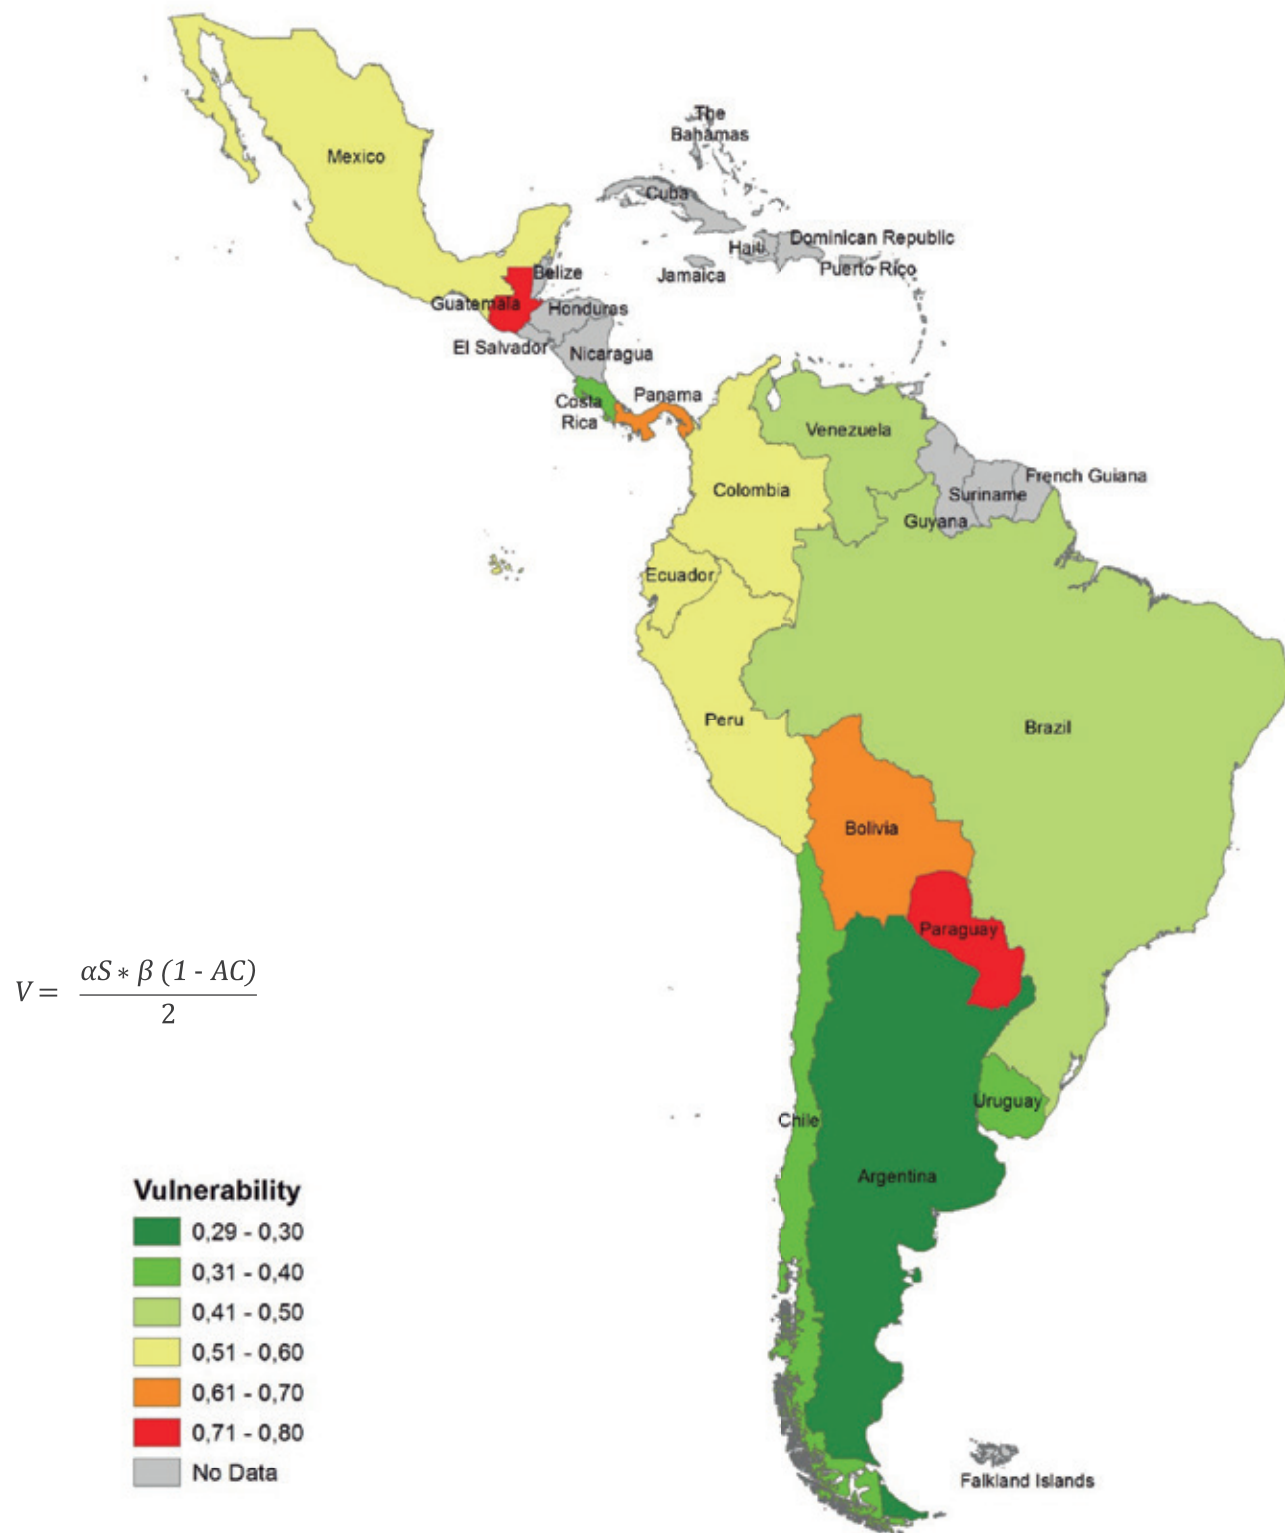 The
Bahamas
Mexico
Cuba
Haiti
Dominican Republic
Jamaica
Puerto Rico
Belize
Guatemala
Honduras
El Salvador
Nicaragua
Costa
Rica
Panama
Venezuela
Colombia
French Guiana
Suriname
Guyana
Ecuador
Peru
Brazil
Bolivia
Paraguay
V = αS * β (1 - AC)
2
Uruguay
Chile
Argentina
Vulnerability
0,29 - 0,30
0,31 - 0,40
0,41 - 0,50
0,51 - 0,60
0,61 - 0,70
0,71 - 0,80
No Data
Falkland Islands